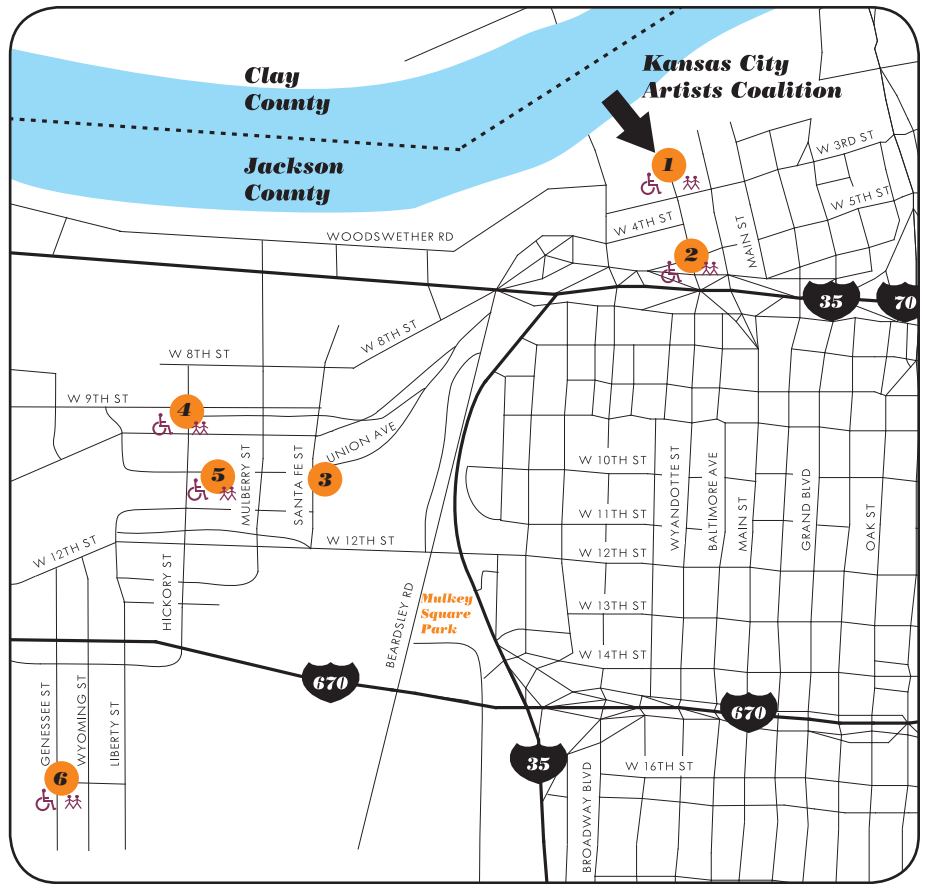 Clay
County
Jackson
County
Kansas City
Artists Coalition
1
W 3RD ST
W 5TH ST
W 4TH ST
MAIN ST
2
WOODSWETHER RD
35
70
W 8TH ST
W 8TH ST
W 9TH ST
4
UNION AVE
5
MULBERRY ST
SANTA FE ST
3
W 10TH ST
WYANDOTTE ST
BALTIMORE AVE
MAIN ST
GRAND BLVD
OAK ST
W 11TH ST
W 12TH ST
W 12TH ST
W 12TH ST
HICKORY ST
BEARDSLEY RD
Mulkey
Square
Park
W 13TH ST
W 14TH ST
670
670
GENESSEE ST
WYOMING ST
LIBERTY ST
35
W 16TH ST
6
BROADWAY BLVD